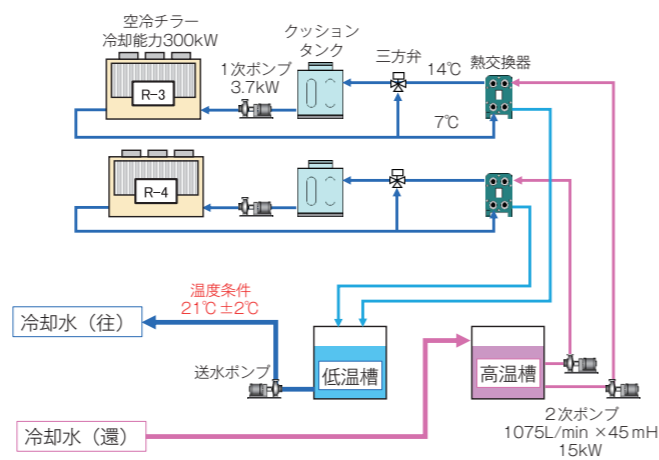 空冷チラー
冷却能力300kW
クッション
タンク
1次ポンプ
3.7kW
三方弁
14℃
熱交換器
R-3
7℃
R-4
温度条件
21℃±2℃
冷却水（往）
送水ポンプ
低温槽
高温槽
冷却水（還）
2次ポンプ
1075L/min ×45mH
15kW